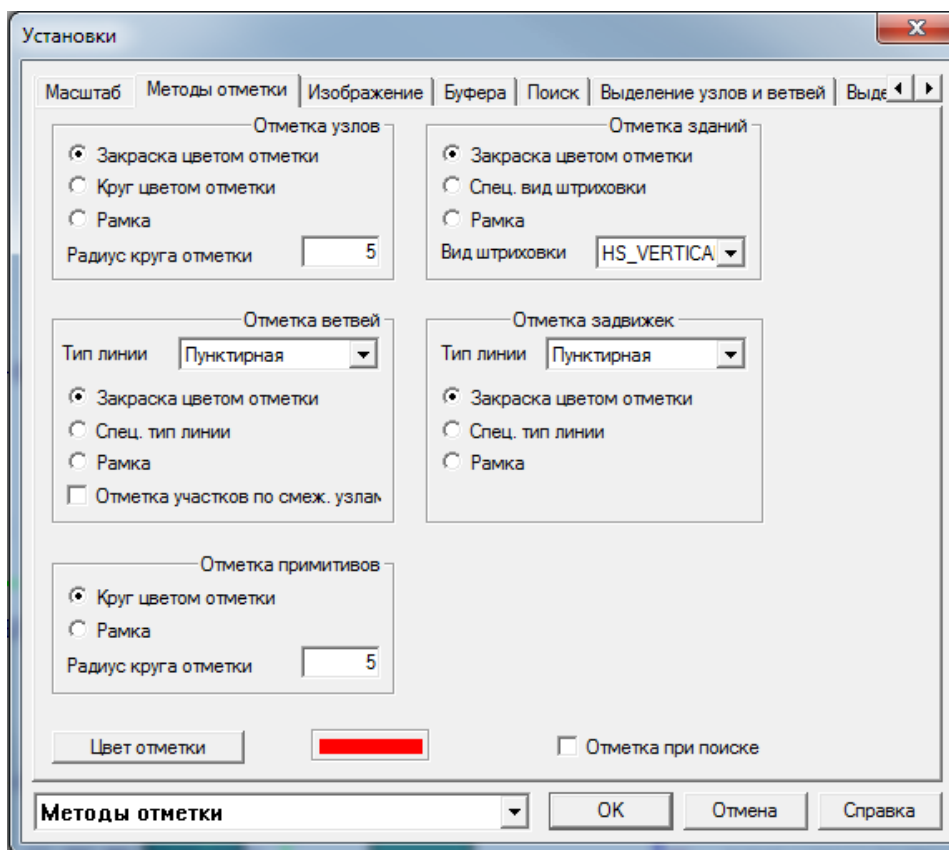 Установки
Масштаб Методы отметки Изображение Буфера Поиск Выделение узлов и ветвей Выде
Отметка узлов
Закраска цветом отметки
Круг цветом отметки
Рамка
Радиус круга отметки 5
Отметка зданий
Закраска цветом отметки
Спец. вид штриховки
Рамка
Вид штриховки HS_VERTICA
Отметка ветвей
Тип линии Пунктирная
Закраска цветом отметки
Спец. тип линии
Рамка
Отметка участков по смеж. узлам
Отметка задвижек
Тип линии Пунктирная
Закраска цветом отметки
Спец. тип линии
Рамка
Отметка примитивов
Круг цветом отметки
Рамка
Радиус круга отметки 5
Цвет отметки Отметка при поиске
Методы отметки OK Отмена Справка